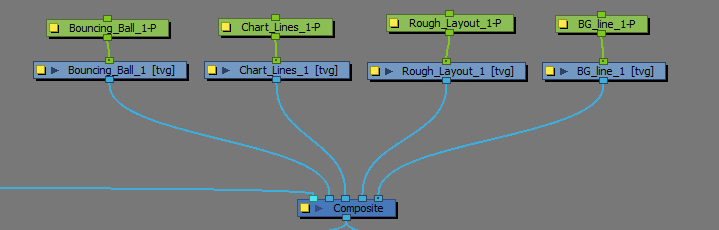 Bouncing_Ball_1-P
Chart_Lines_1-P
Rough_Layout_1-P
BG_line_1-P
Bouncing_Ball_1 [tvg]
Chart_Lines_1 [tvg]
Rough_Layout_1 [tvg]
BG_line_1 [tvg]
Composite